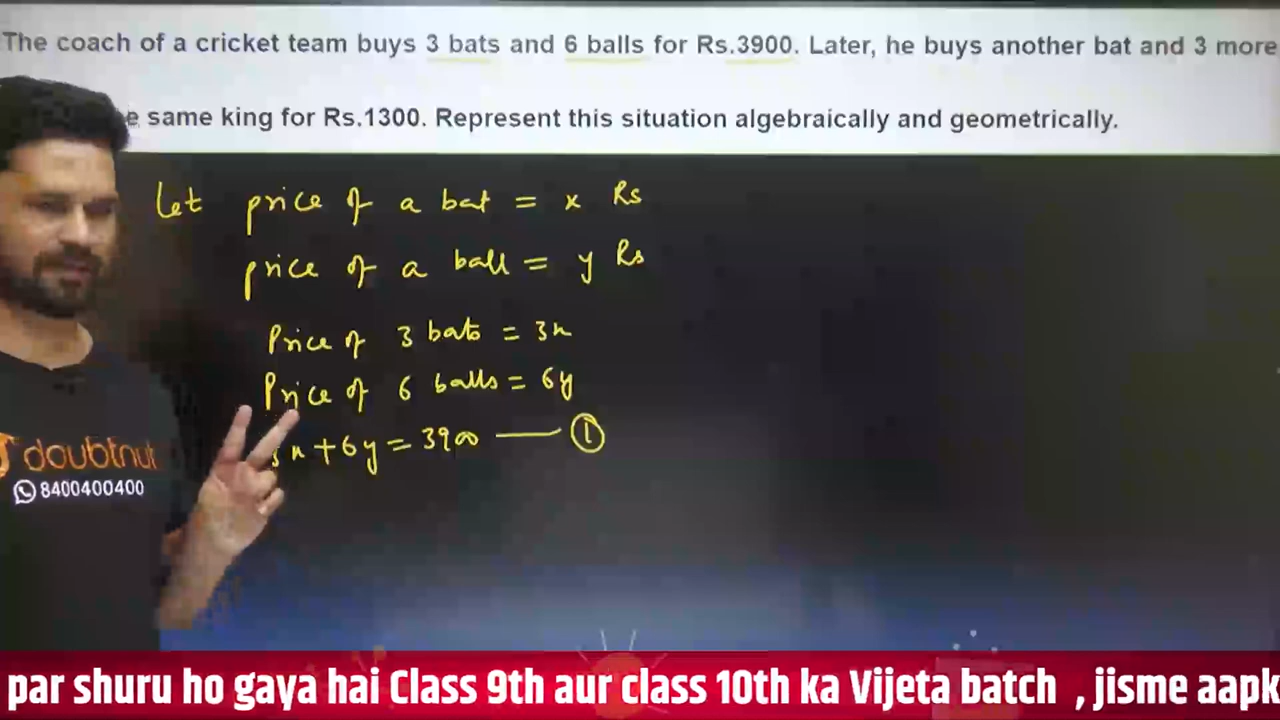 The coach of a cricket team buys 3 bats and 6 balls for Rs.3900. Later, he buys another bat and 3 more
e same king for Rs.1300. Represent this situation algebraically and geometrically.
Let price of a bat = x Rs
price of a ball = y Rs
Price of 3 bats = 3x
Price of 6 balls = 6y
3x + 6y = 3900 — ①
doubtnut
8400400400
par shuru ho gaya hai Class 9th aur class 10th ka Vijeta batch , jisme aapk